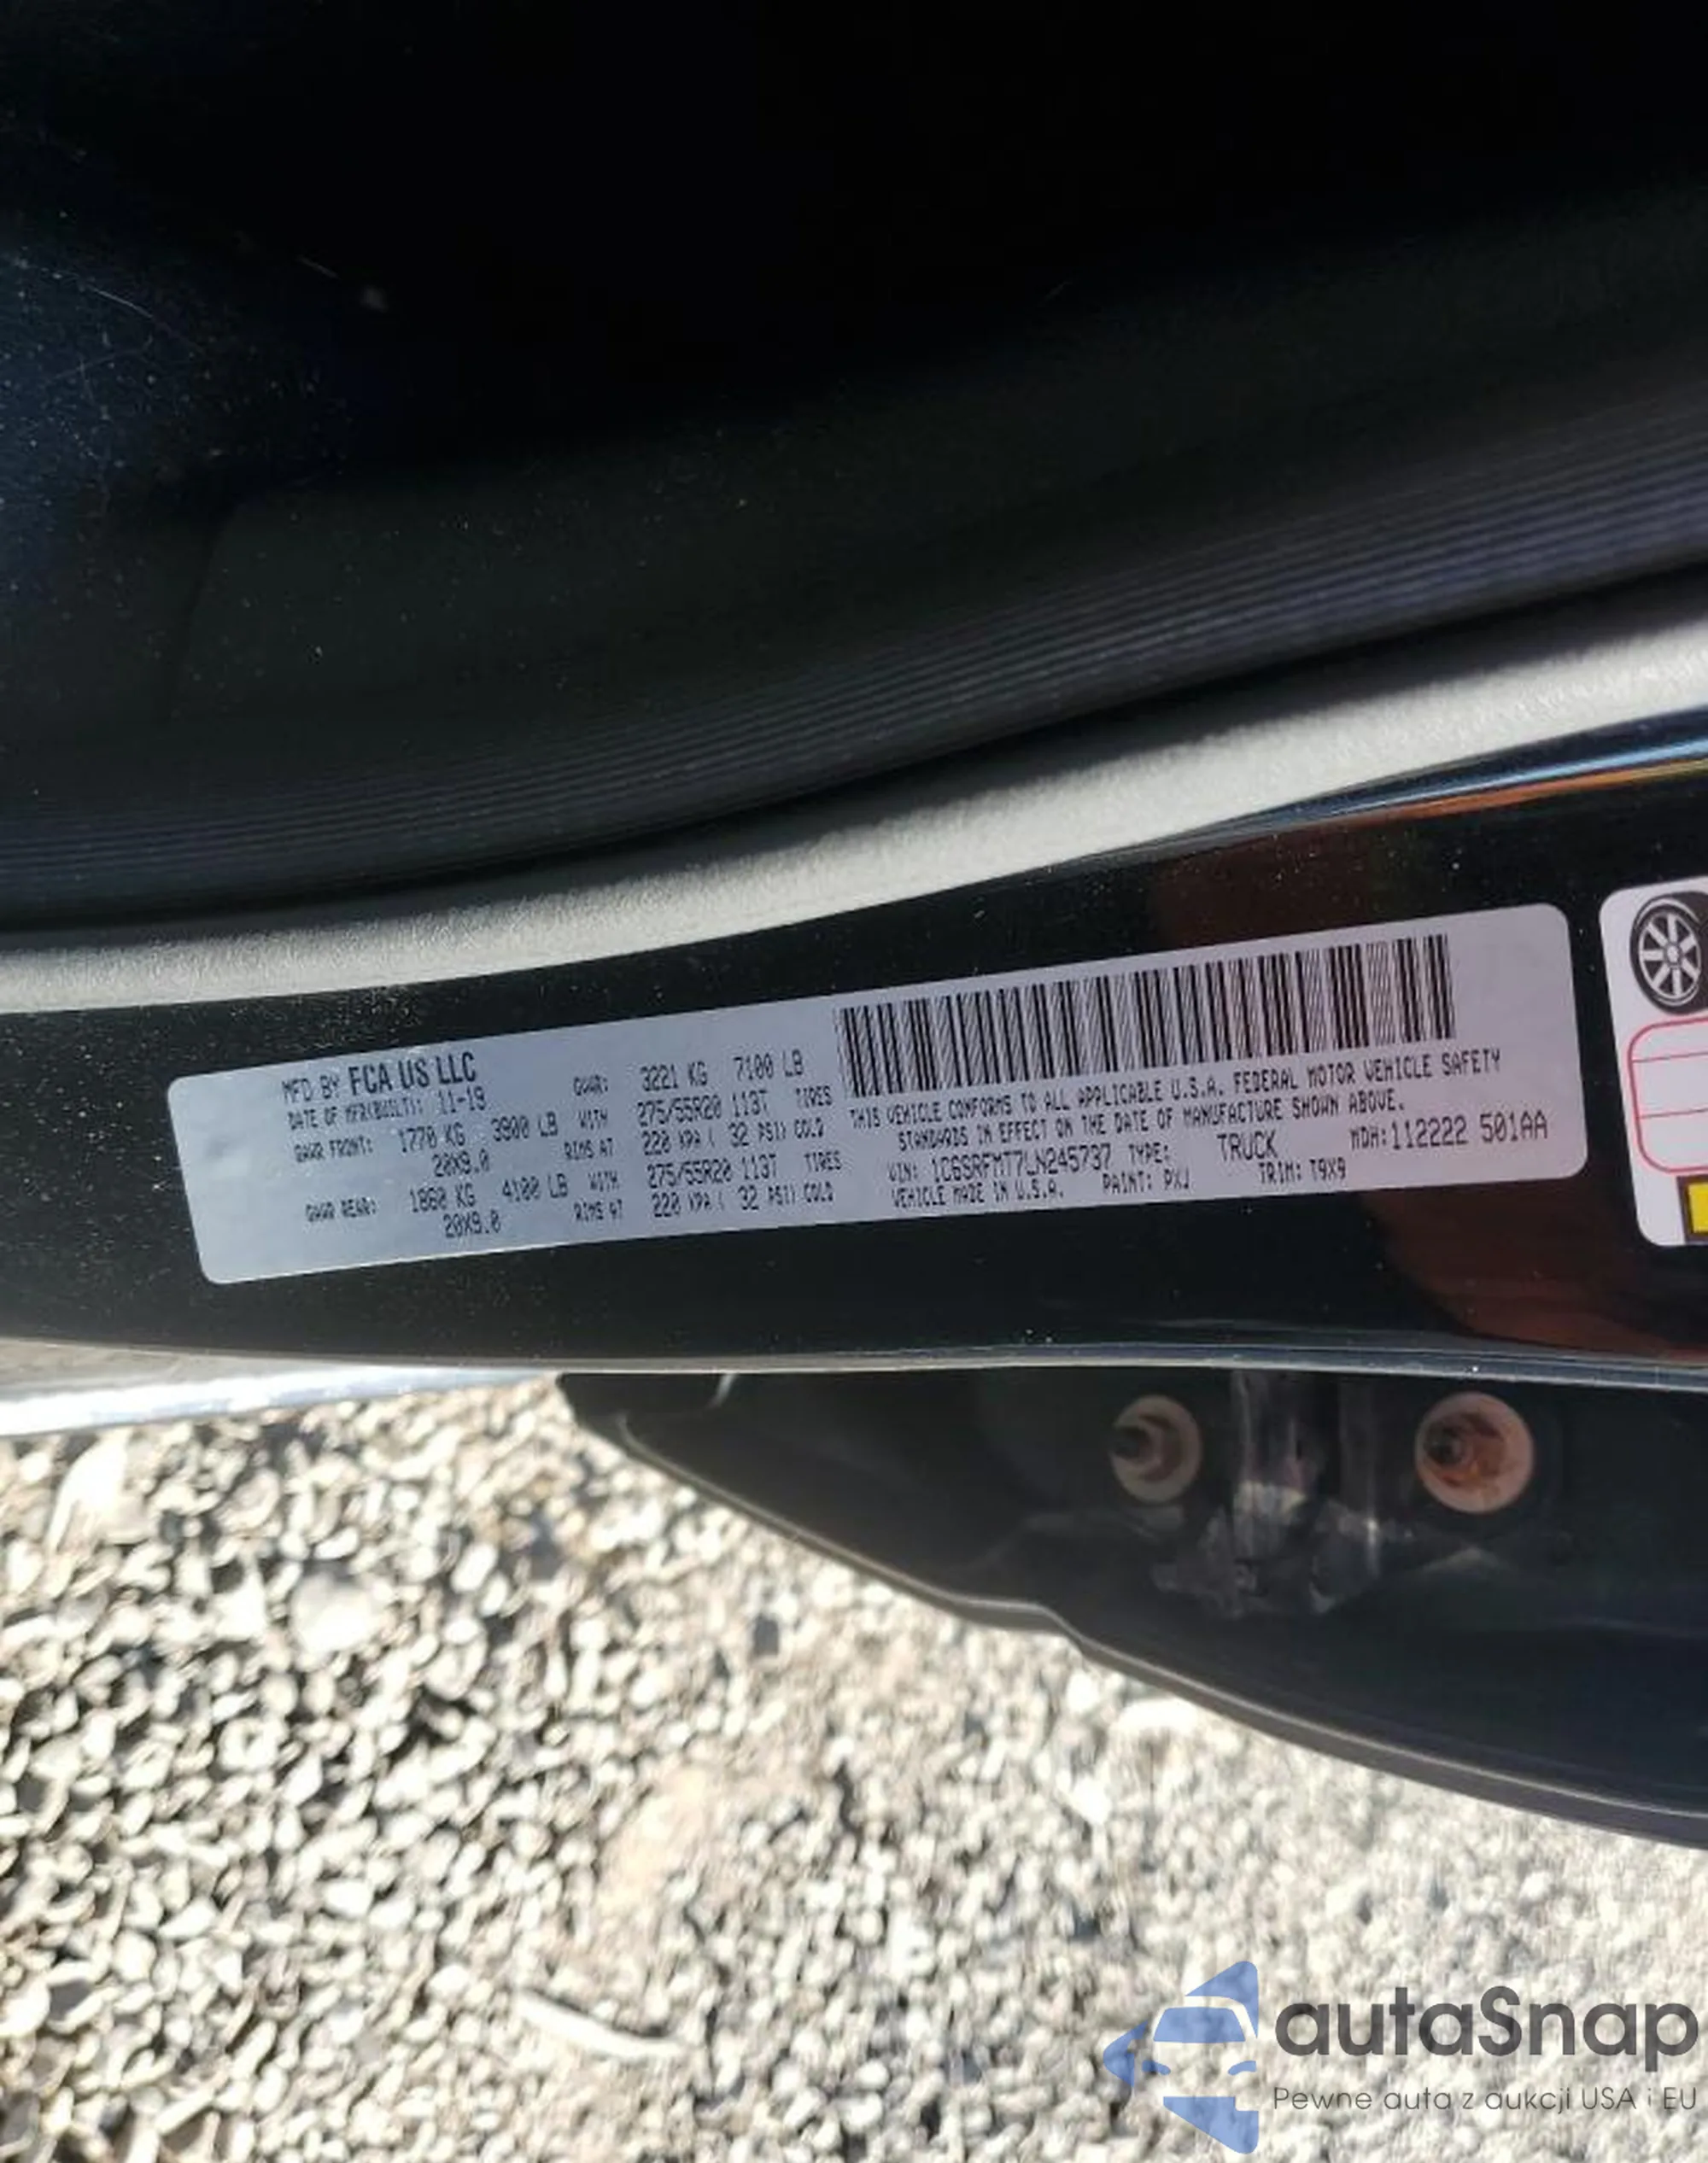 MFD BY FCA US LLC
DATE OF MFR(BUILT): 11-19
GVWR: 3221 KG 7100 LB
GAWR FRONT: 1770 KG 3900 LB WITH 275/55R20 113T TIRES
20X9.0 RIMS AT 220 KPA ( 32 PSI) COLD
GAWR REAR: 1860 KG 4100 LB WITH 275/55R20 113T TIRES
20X9.0 RIMS AT 220 KPA ( 32 PSI) COLD
THIS VEHICLE CONFORMS TO ALL APPLICABLE U.S.A. FEDERAL MOTOR VEHICLE SAFETY
STANDARDS IN EFFECT ON THE DATE OF MANUFACTURE SHOWN ABOVE.
VIN: 1C6SRFMT7LN245737 TYPE: TRUCK MDH:112222 501AA
VEHICLE MADE IN U.S.A. PAINT: PXJ TRIM: T9X9
autaSnap
Pewne auta z aukcji USA i EU